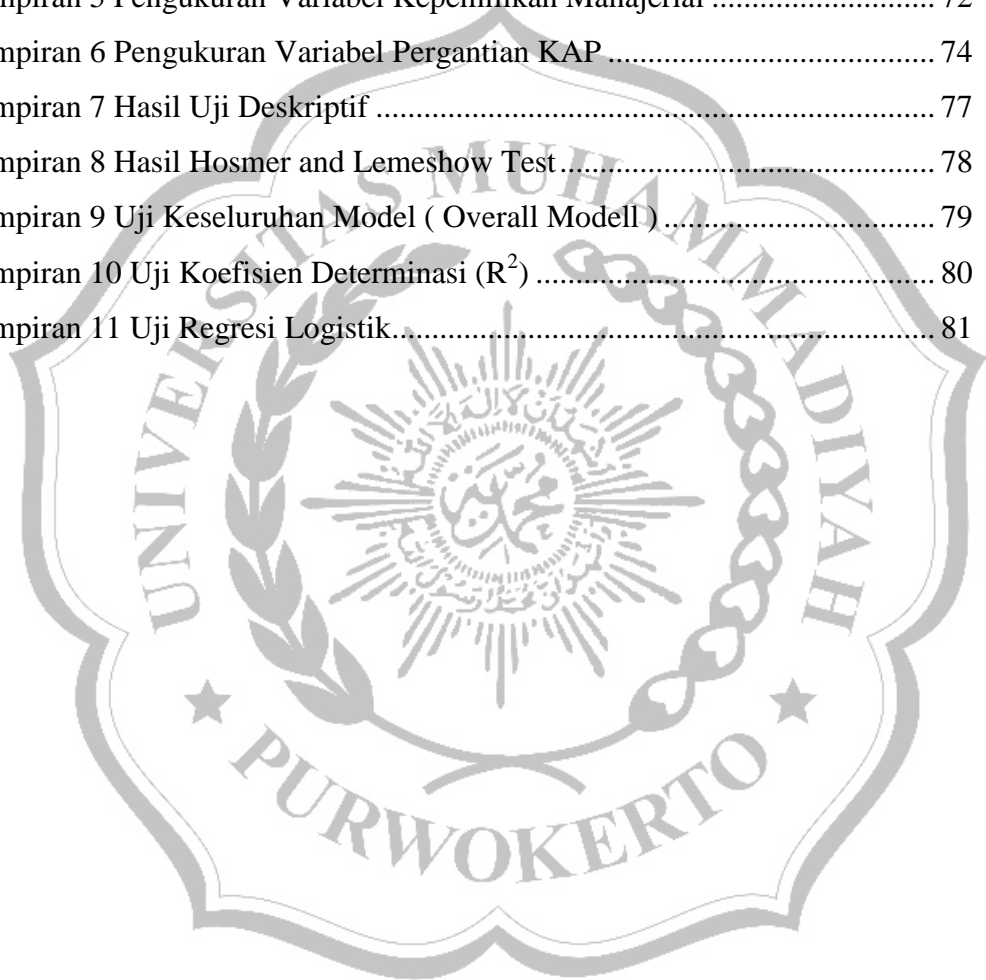 mpiran 5 Pengukuran Variabel Kepemilikan Manajerial ............................ 72
mpiran 6 Pengukuran Variabel Pergantian KAP ......................................... 74
mpiran 7 Hasil Uji Deskriptif ...................................................................... 77
mpiran 8 Hasil Hosmer and Lemeshow Test ............................................... 78
mpiran 9 Uji Keseluruhan Model ( Overall Modell ) .................................. 79
mpiran 10 Uji Koefisien Determinasi (R2) .................................................. 80
mpiran 11 Uji Regresi Logistik.................................................................... 81
UNIVERSITAS MUHAMMADIYAH
PURWOKERTO